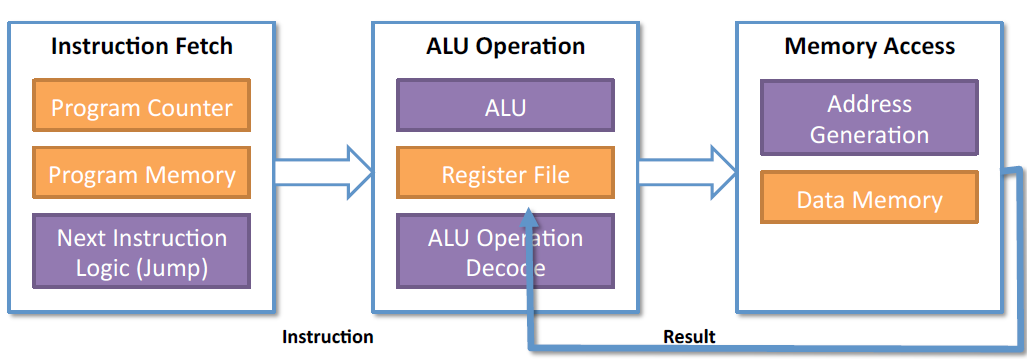 Instruction Fetch
Program Counter
Program Memory
Next Instruction
Logic (Jump)
ALU Operation
ALU
Register File
ALU Operation
Decode
Memory Access
Address
Generation
Data Memory
Instruction
Result